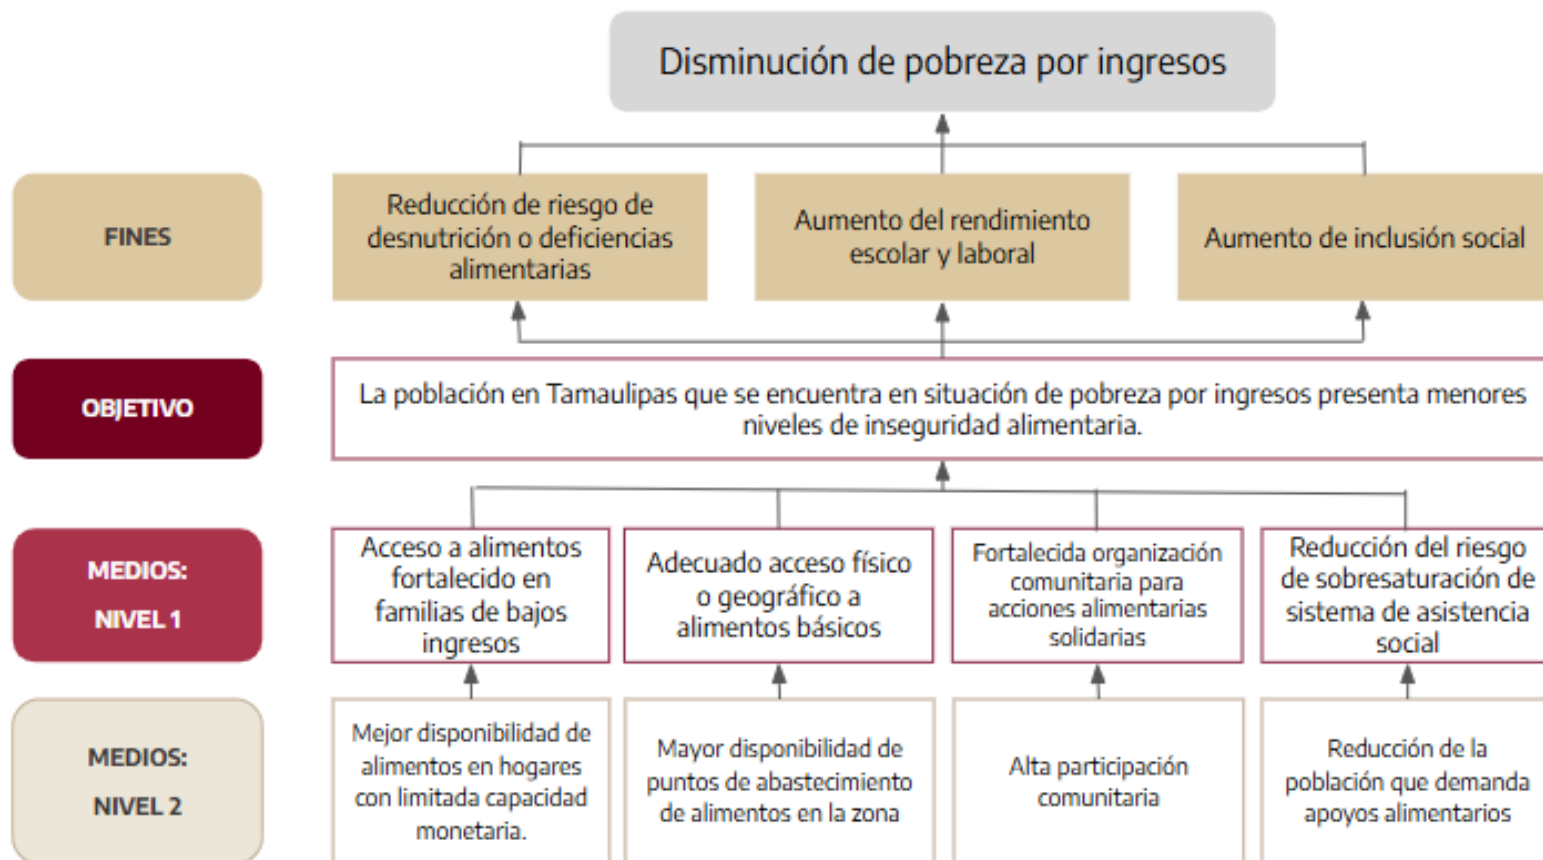 Disminución de pobreza por ingresos
FINES
Reducción de riesgo de
desnutrición o deficiencias
alimentarias
Aumento del rendimiento
escolar y laboral
Aumento de inclusión social
OBJETIVO
La población en Tamaulipas que se encuentra en situación de pobreza por ingresos presenta menores
niveles de inseguridad alimentaria.
MEDIOS:
NIVEL 1
Acceso a alimentos
fortalecido en
familias de bajos
ingresos
Adecuado acceso físico
o geográfico a
alimentos básicos
Fortalecida organización
comunitaria para
acciones alimentarias
solidarias
Reducción del riesgo
de sobresaturación de
sistema de asistencia
social
MEDIOS:
NIVEL 2
Mejor disponibilidad de
alimentos en hogares
con limitada capacidad
monetaria.
Mayor disponibilidad de
puntos de abastecimiento
de alimentos en la zona
Alta participación
comunitaria
Reducción de la
población que demanda
apoyos alimentarios